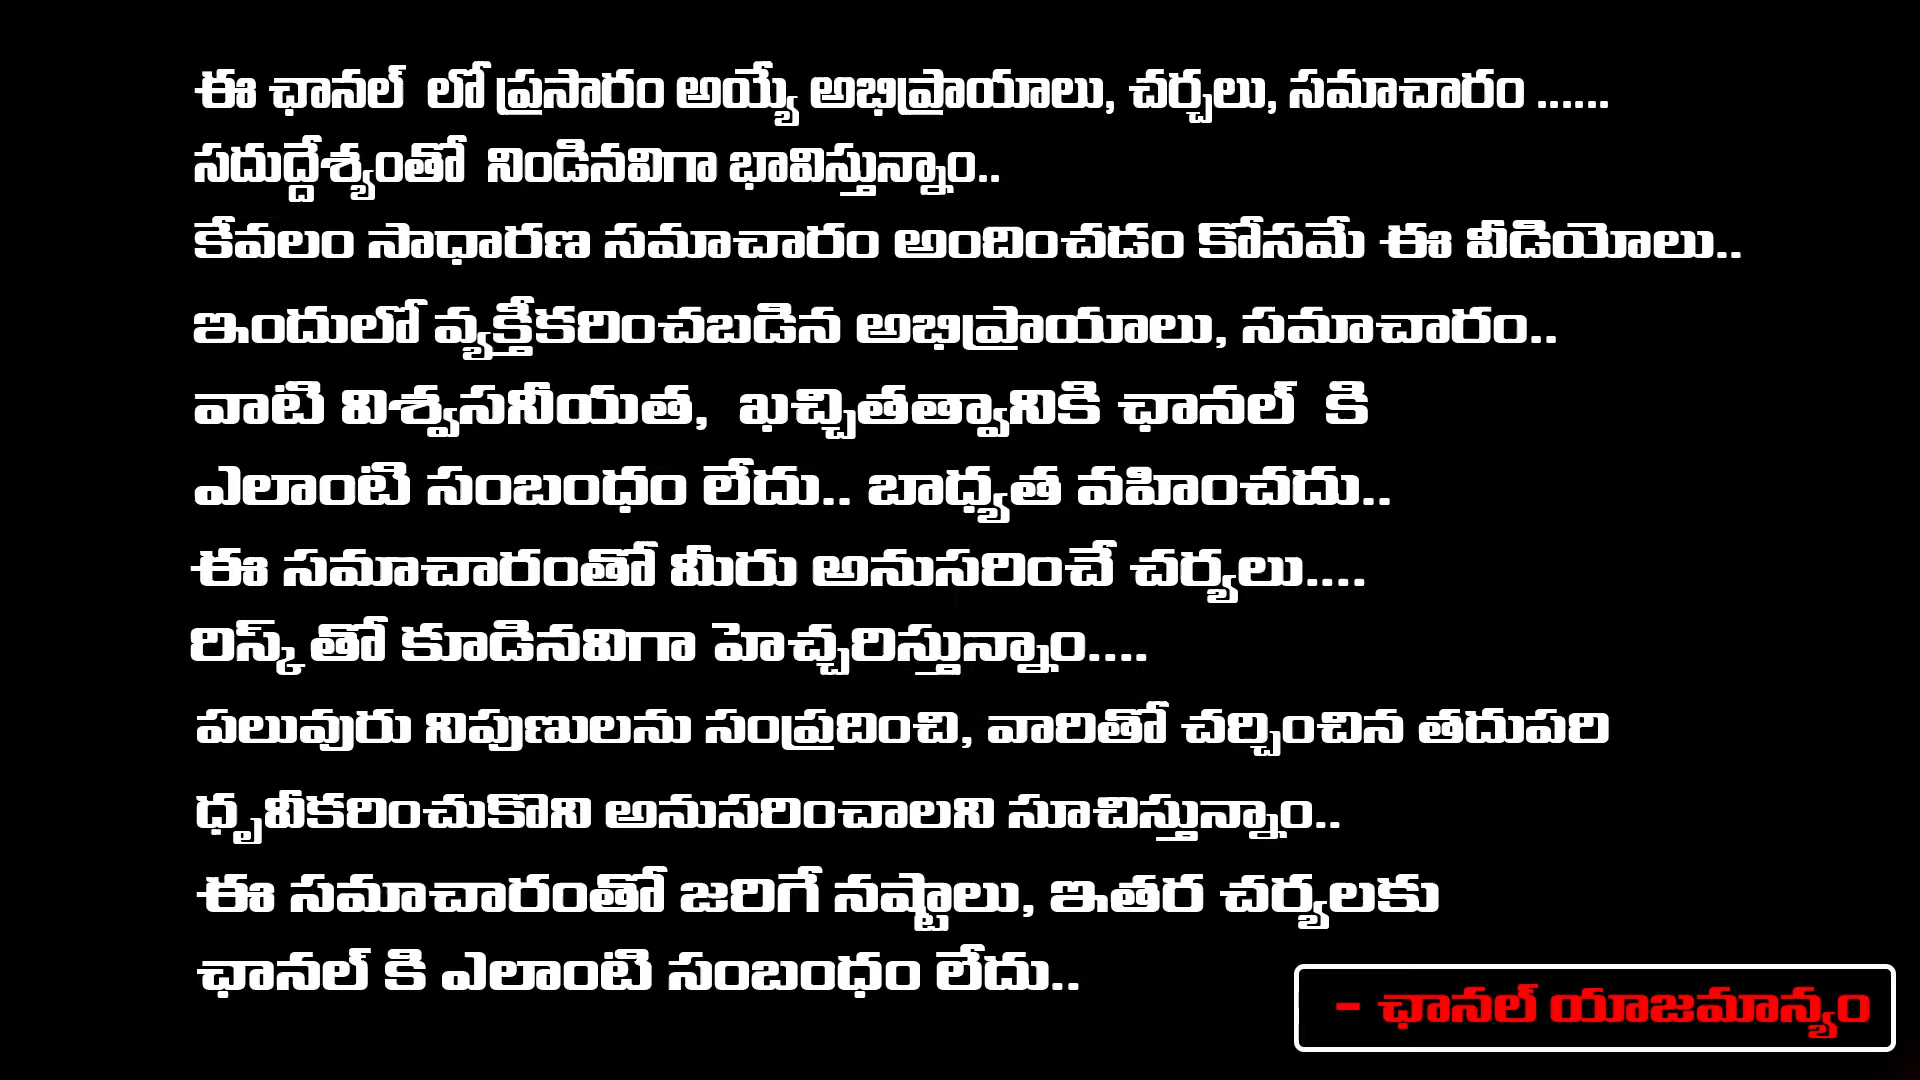 ఈ ఛానల్ లో ప్రసారం అయ్యే అభిప్రాయాలు, చర్చలు, సమాచారం ......
సదుద్దేశ్యంతో నిండినవిగా భావిస్తున్నాం..
కేవలం సాధారణ సమాచారం అందించడం కోసమే ఈ వీడియోలు..
ఇందులో వ్యక్తీకరించబడిన అభిప్రాయాలు, సమాచారం..
వాటి విశ్వసనీయత, ఖచ్చితత్వానికి ఛానల్ కి
ఎలాంటి సంబంధం లేదు.. బాధ్యత వహించదు..
ఈ సమాచారంతో మీరు అనుసరించే చర్యలు....
రిస్క్ తో కూడినవిగా హెచ్చరిస్తున్నాం....
పలువురు నిపుణులను సంప్రదించి, వారితో చర్చించిన తదుపరి
ధృవీకరించుకొని అనుసరించాలని సూచిస్తున్నాం..
ఈ సమాచారంతో జరిగే నష్టాలు, ఇతర చర్యలకు
ఛానల్ కి ఎలాంటి సంబంధం లేదు..
- ఛానల్ యాజమాన్యం